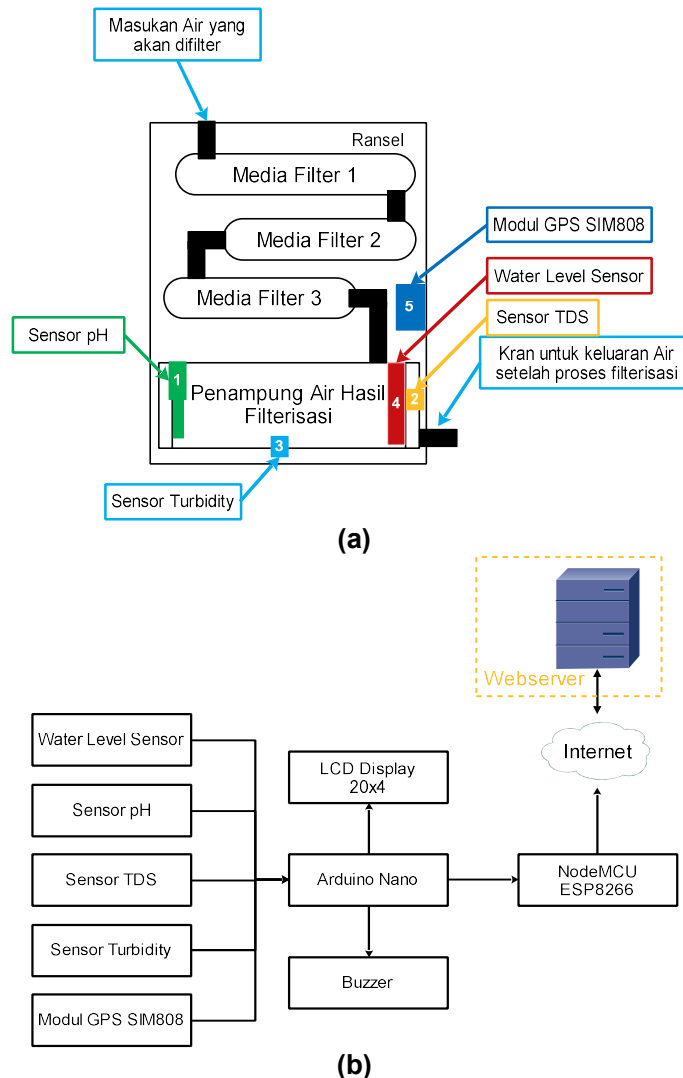 Masukan Air yang
akan difilter
Ransel
Media Filter 1
Media Filter 2
Media Filter 3
Modul GPS SIM808
Water Level Sensor
Sensor TDS
Kran untuk keluaran Air
setelah proses filterisasi
5
Sensor pH
1
Penampung Air Hasil
Filterisasi
4
2
3
Sensor Turbidity
(a)
Webserver
Internet
Water Level Sensor
Sensor pH
Sensor TDS
Sensor Turbidity
Modul GPS SIM808
LCD Display
20x4
Arduino Nano
Buzzer
NodeMCU
ESP8266
(b)